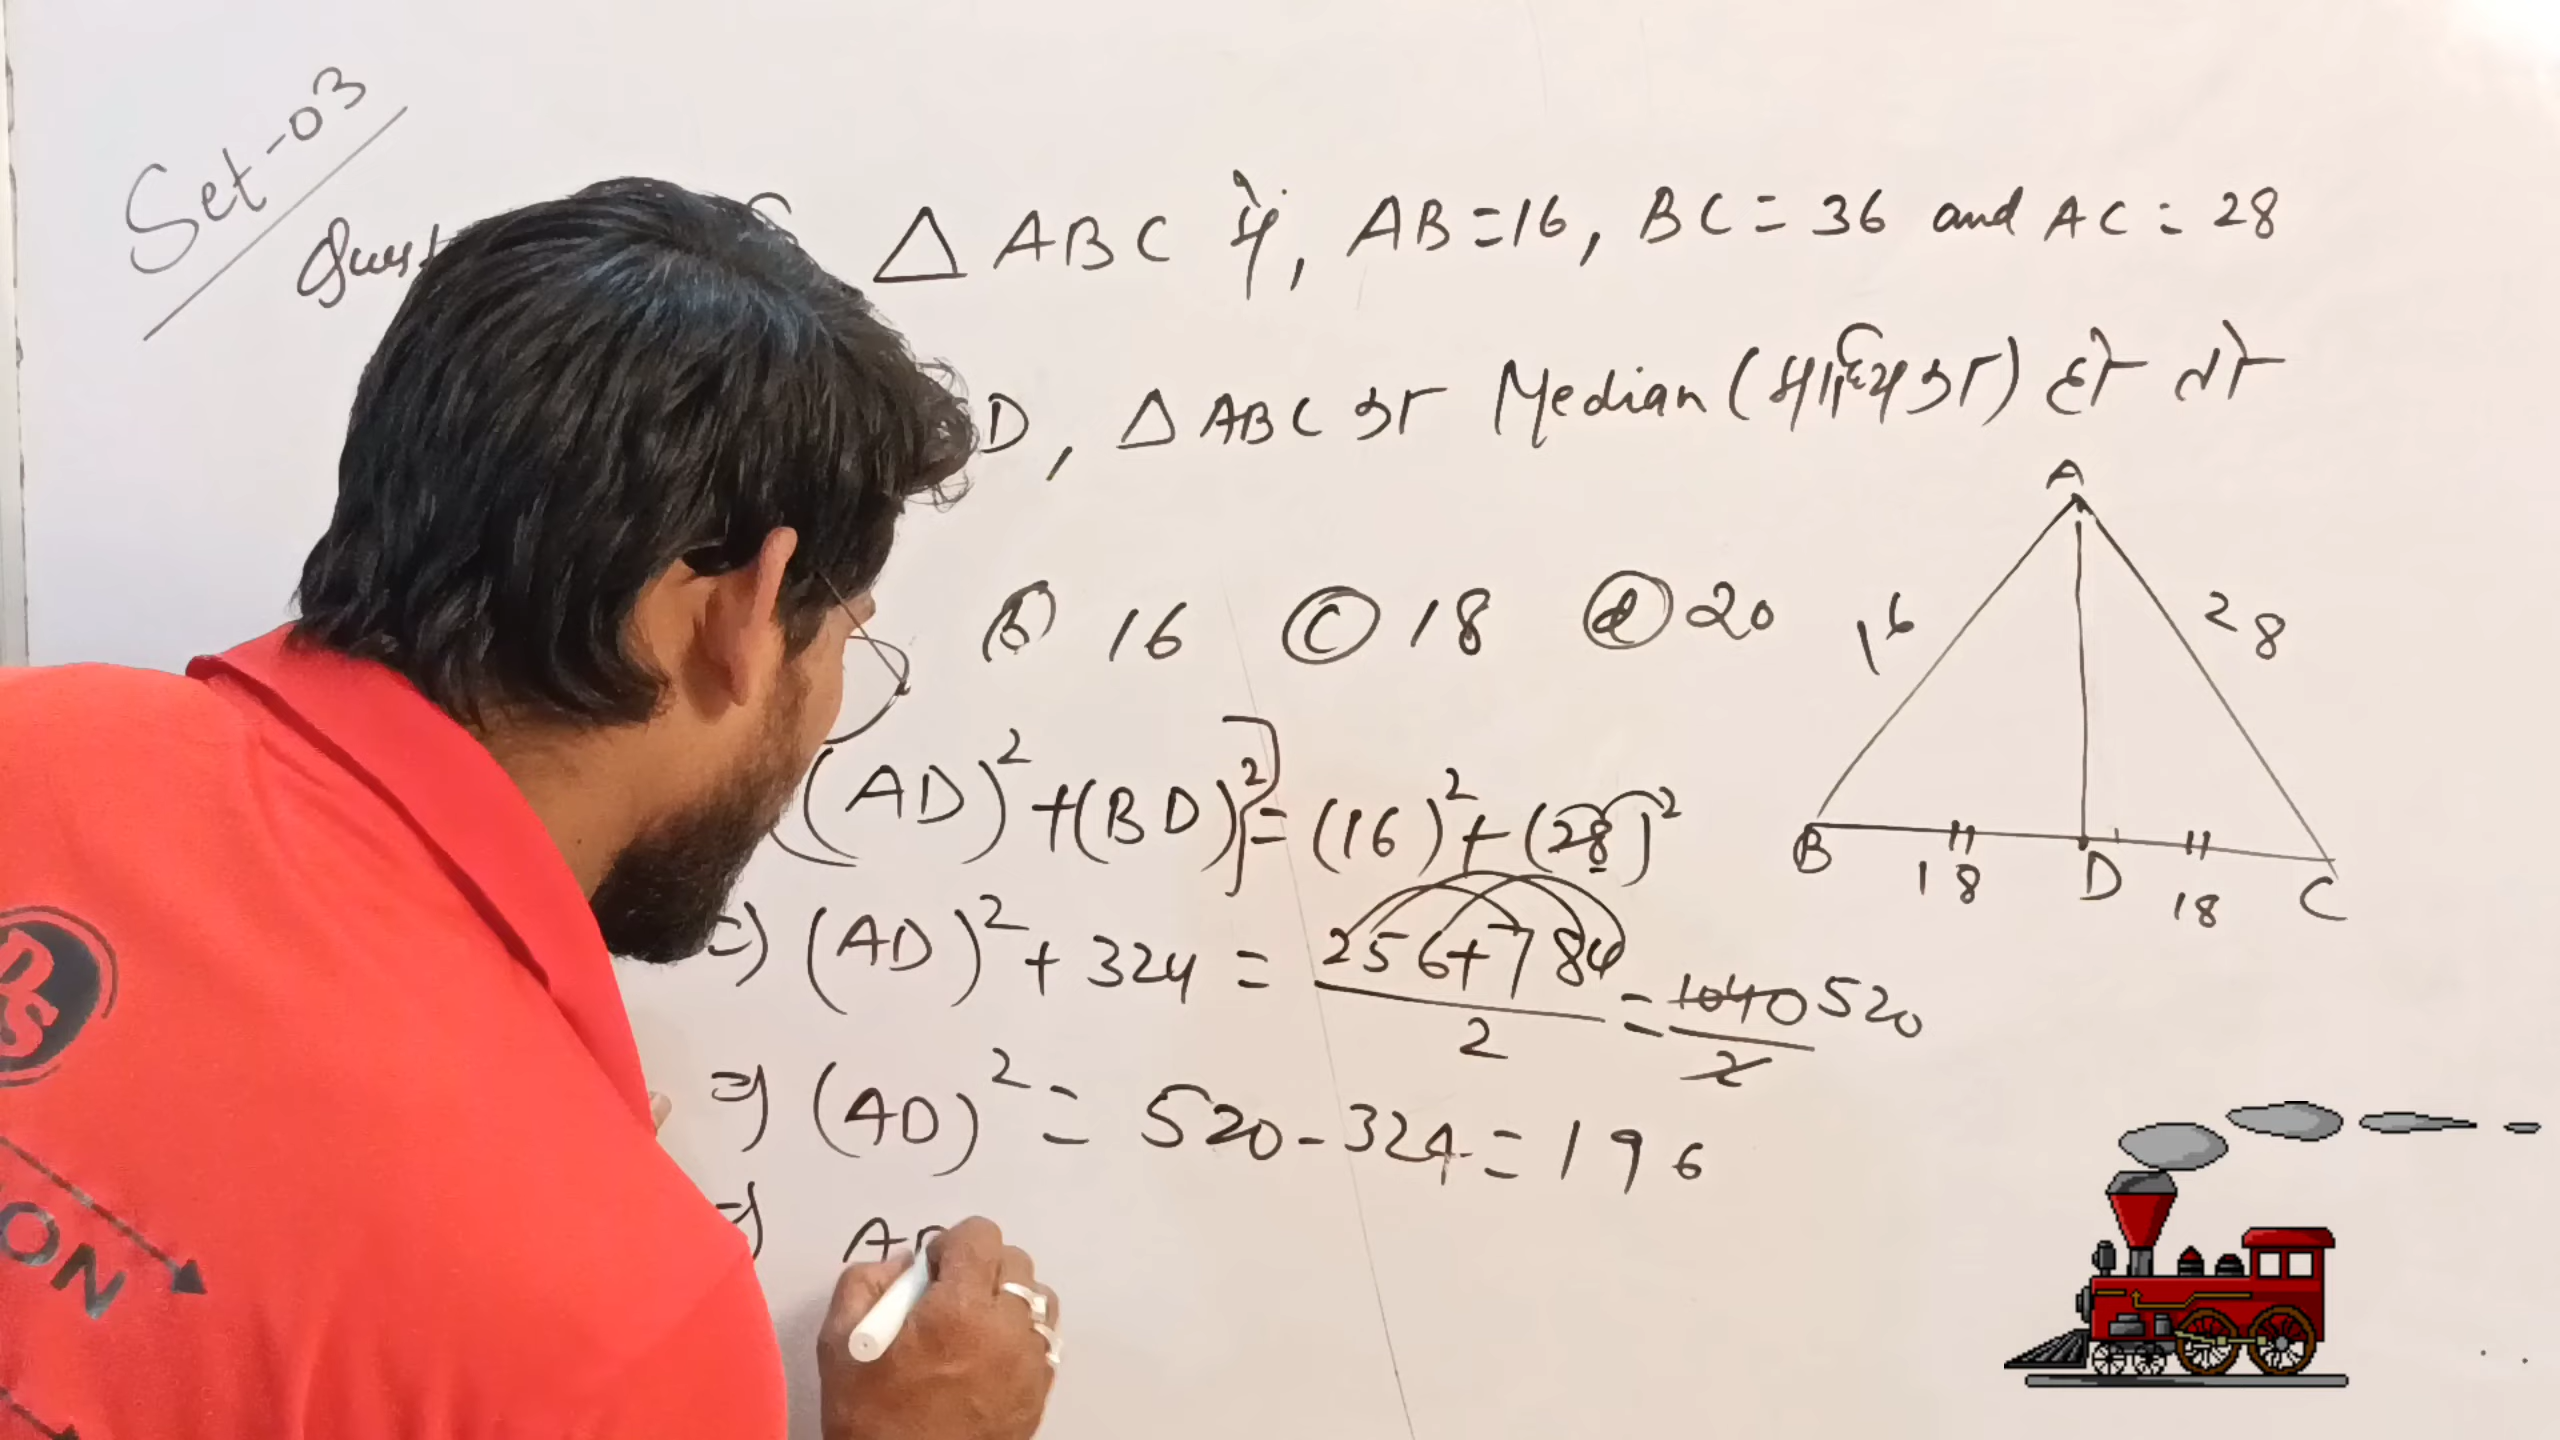 Set-03
△ ABC में, AB=16, BC = 36 and AC = 28
D, △ ABC का Median (माध्यिका) हो तो
(b) 16 (c) 18 (d) 20
(AD)² + (BD)²] = (16)² + (28)²
⇒) (AD)² + 324 = 256+784 / 2 = 1040 / 2 520
⇒) (AD)² = 520 - 324 = 196
⇒) AD
A
16
28
B
18
D
18
C
ON